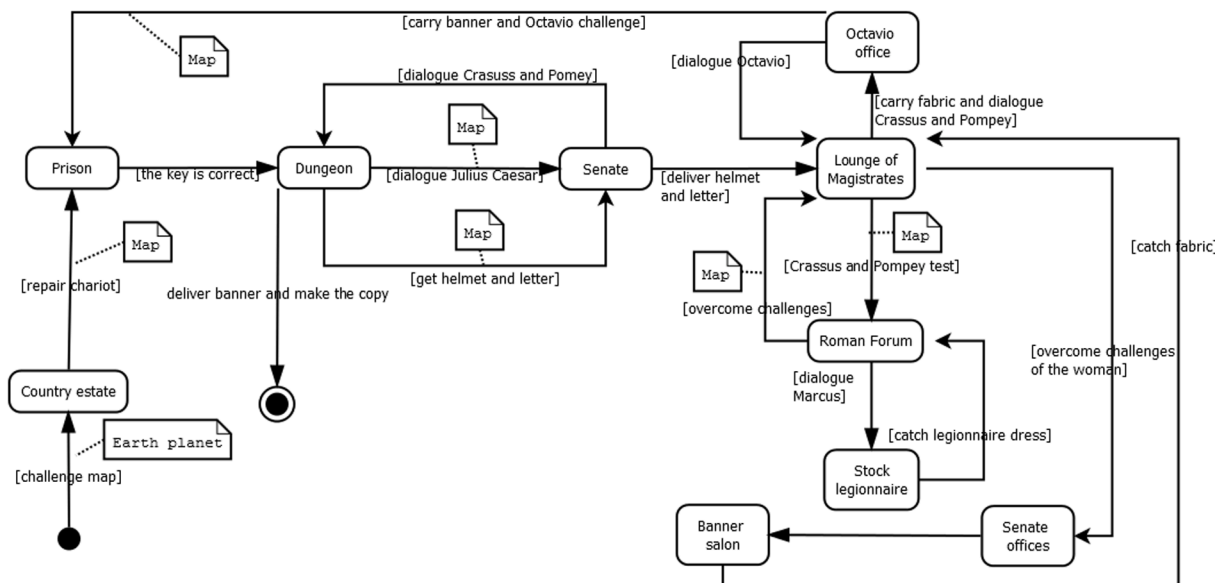 [carry banner and Octavio challenge]
Octavio
office
Map
[dialogue Octavio]
[dialogue Crasuss and Pomey]
[carry fabric and dialogue
Crassus and Pompey]
Map
Prison
[the key is correct]
Dungeon
[dialogue Julius Caesar]
Senate
[deliver helmet
and letter]
Lounge of
Magistrates
Map
Map
Map
[catch fabric]
Map
[Crassus and Pompey test]
[get helmet and letter]
[repair chariot]
deliver banner and make the copy
[overcome challenges]
Roman Forum
[overcome challenges
of the woman]
[dialogue
Marcus]
Country estate
Earth planet
[catch legionnaire dress]
[challenge map]
Stock
legionnaire
Banner
salon
Senate
offices